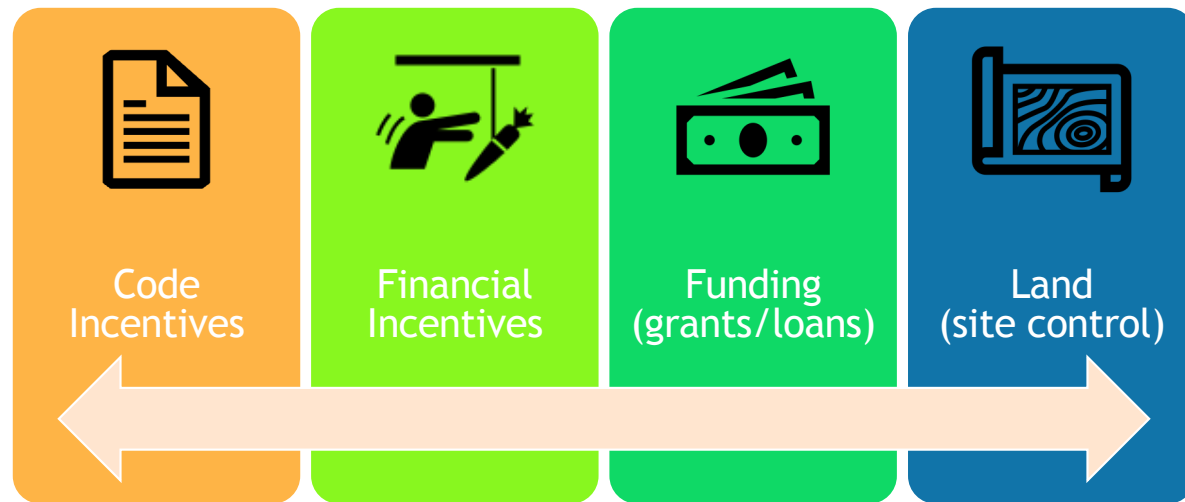 Code
Incentives
Financial
Incentives
Funding
(grants/loans)
Land
(site control)